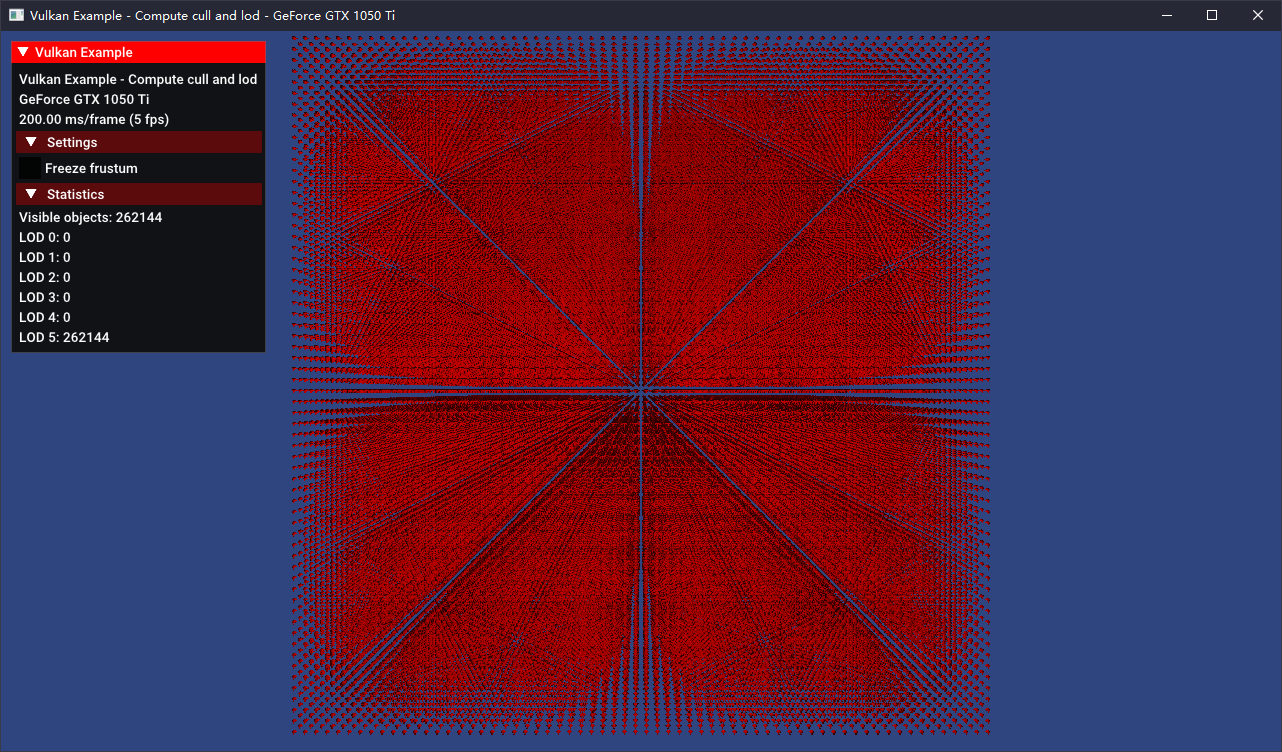 Vulkan Example - Compute cull and lod - GeForce GTX 1050 Ti
Vulkan Example
Vulkan Example - Compute cull and lod
GeForce GTX 1050 Ti
200.00 ms/frame (5 fps)
Settings
Freeze frustum
Statistics
Visible objects: 262144
LOD 0: 0
LOD 1: 0
LOD 2: 0
LOD 3: 0
LOD 4: 0
LOD 5: 262144